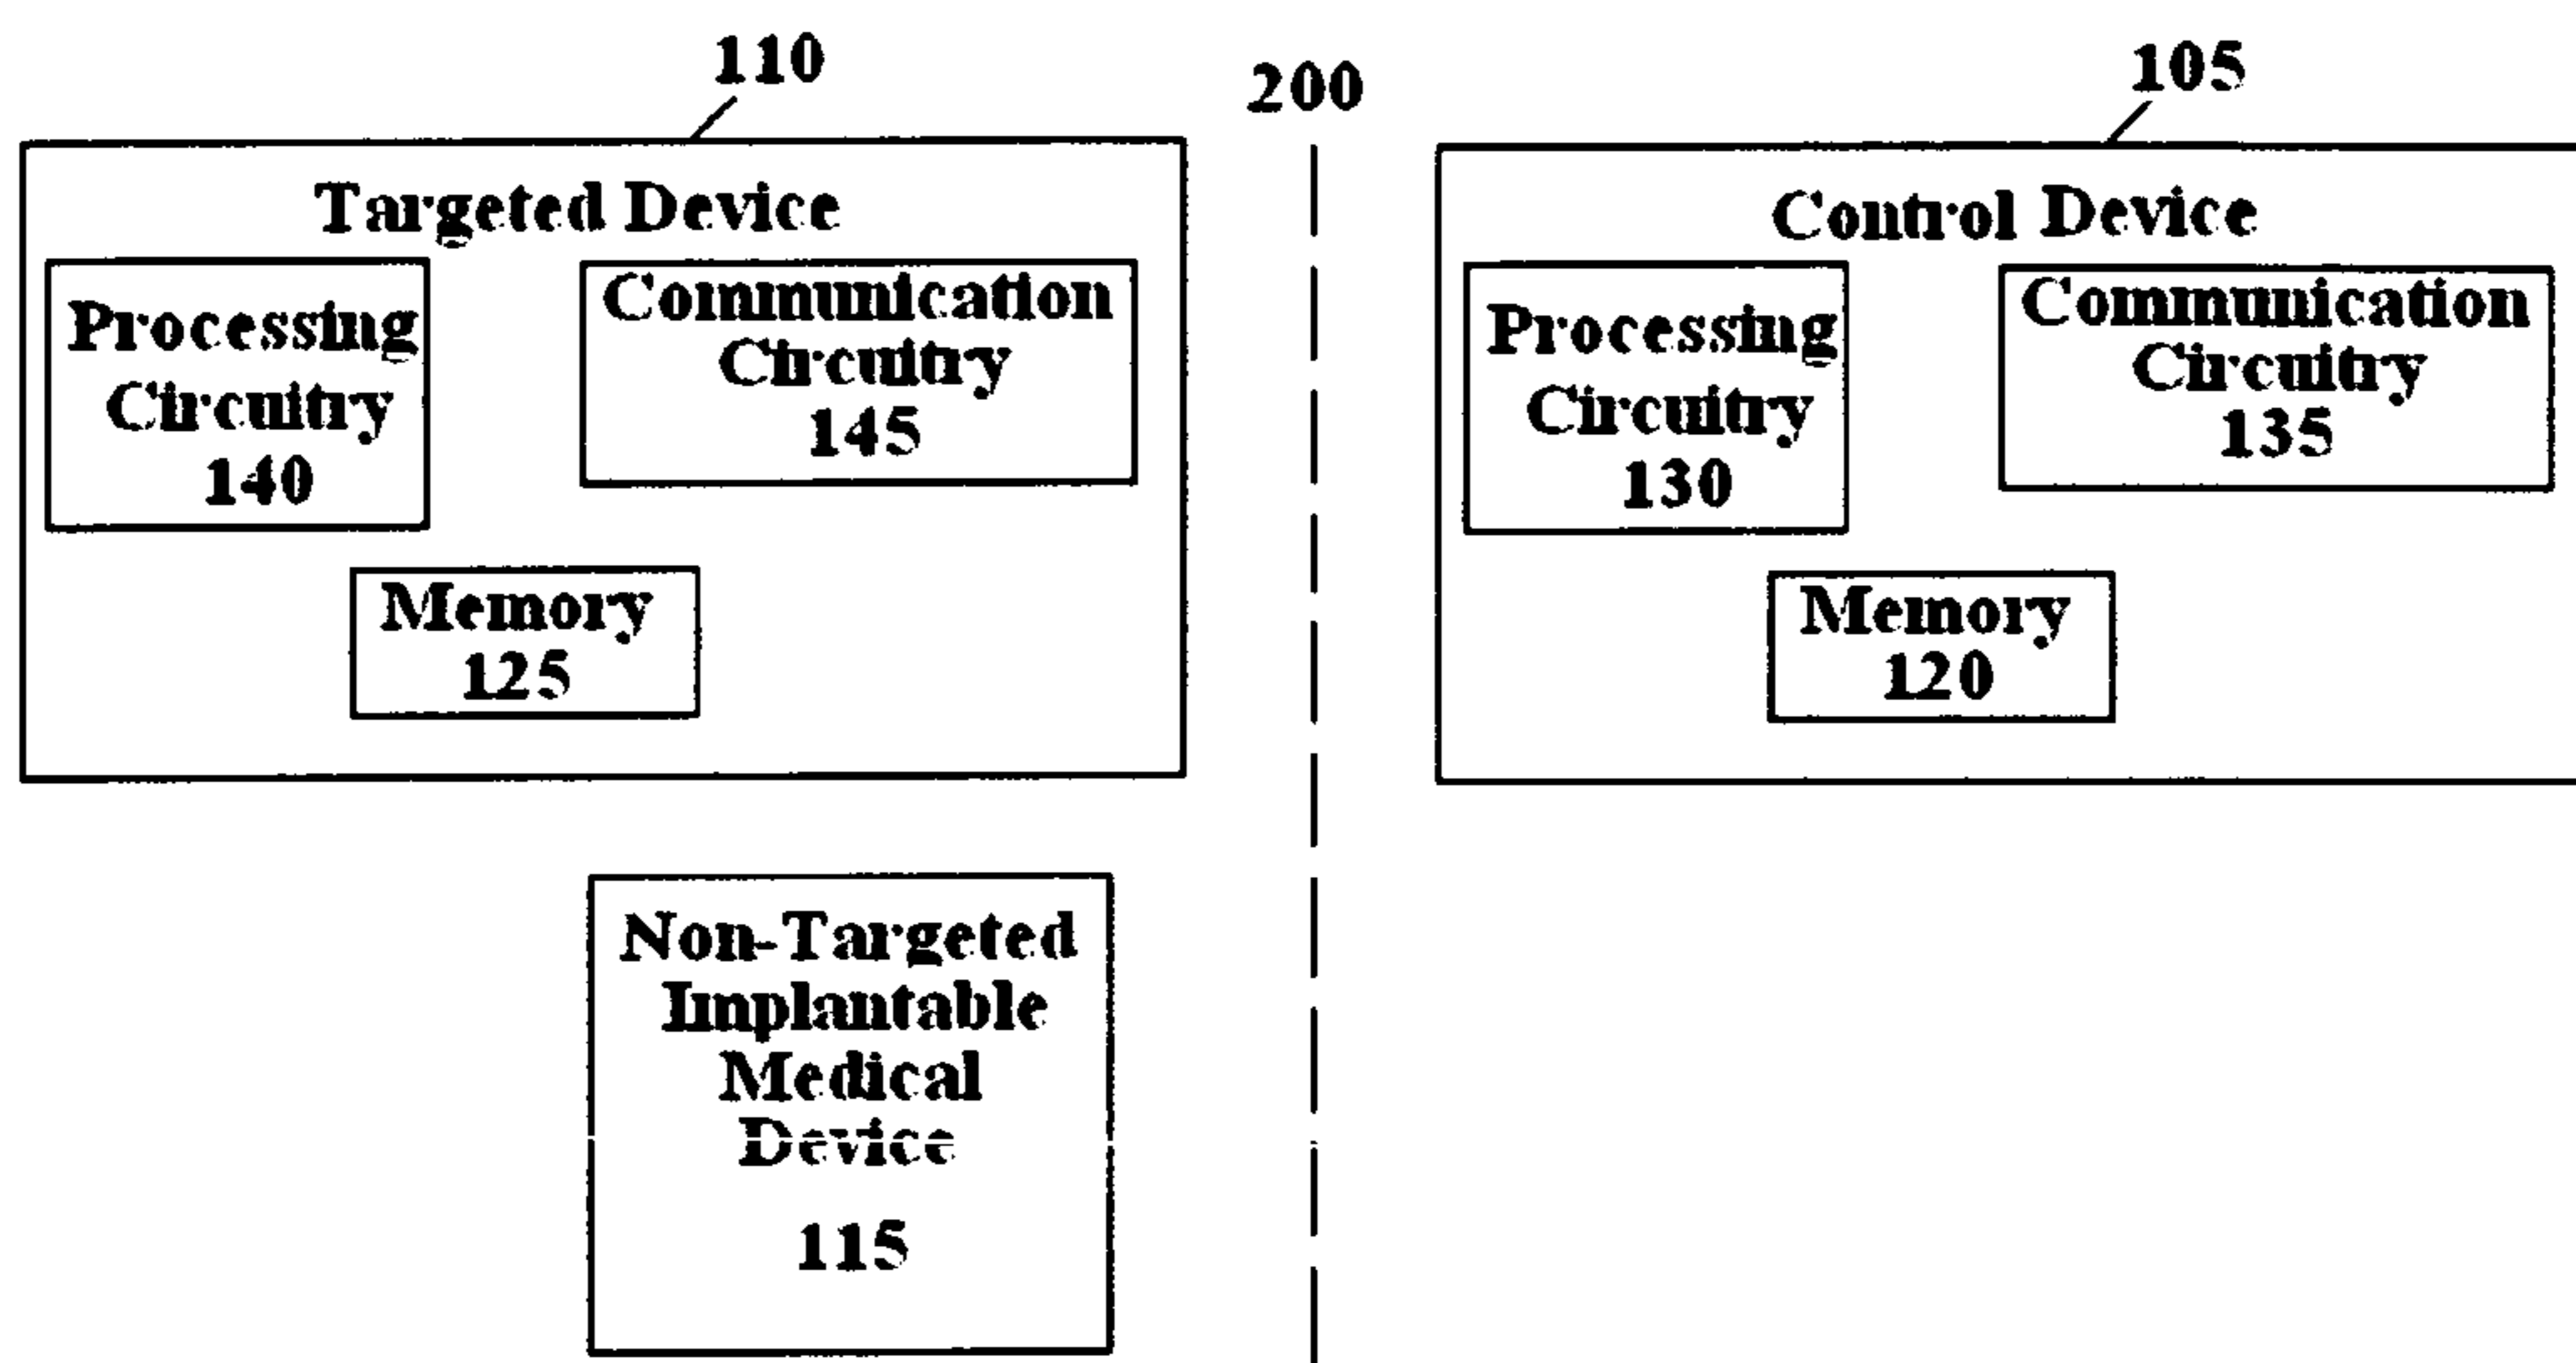 110
200
105
Targeted Device
Processing
Circuitry
140
Communication
Circuitry
145
Memory
125
Control Device
Processing
Circuitry
130
Communication
Circuitry
135
Memory
120
Non-Targeted
Implantable
Medical
Device
115